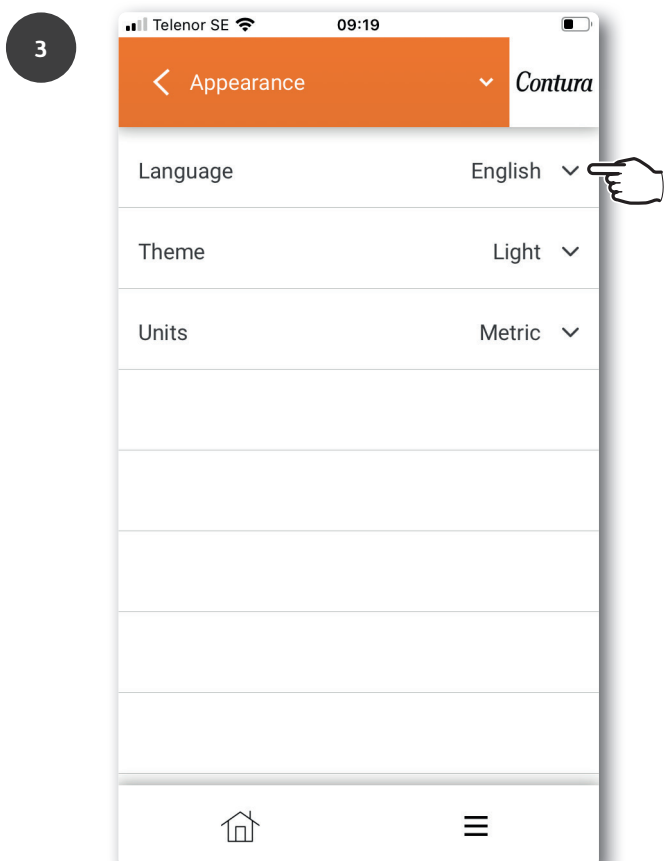 3
Telenor SE 09:19
Appearance Contura
Language English
Theme Light
Units Metric